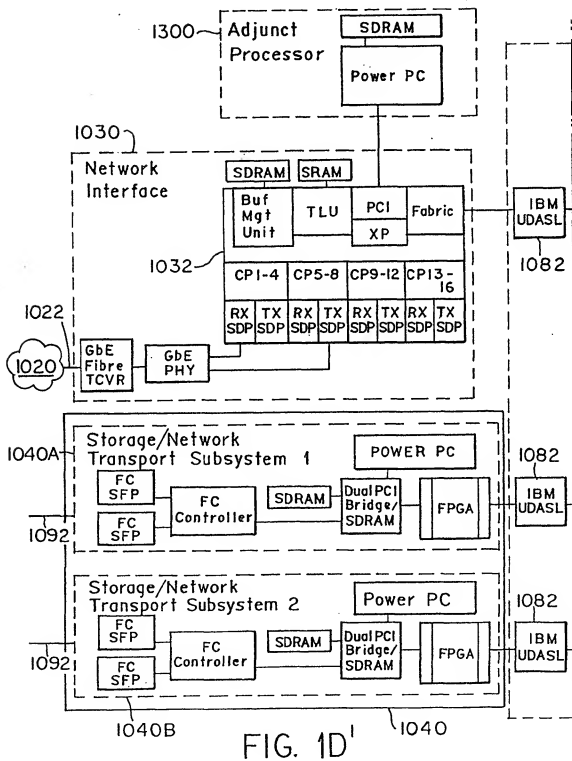 1300
Adjunct
Processor
SDRAM
Power PC
1030
Network
Interface
SDRAM
SRAM
Buf
Mgt
Unit
TLU
PCI
XP
Fabric
IBM
UDASL
1082
1032
CP1-4
CP5-8
CP9-12
CP13-
16
RX
SDP
TX
SDP
RX
SDP
TX
SDP
RX
SDP
TX
SDP
RX
SDP
TX
SDP
1022
1020
GbE
Fibre
TCVR
GbE
PHY
1040A
Storage/Network
Transport Subsystem 1
POWER PC
1082
FC
SFP
FC
SFP
FC
Controller
SDRAM
Dual PCI
Bridge/
SDRAM
FPGA
IBM
UDASL
1092
Storage/Network
Transport Subsystem 2
Power PC
1082
FC
SFP
FC
SFP
FC
Controller
SDRAM
Dual PCI
Bridge/
SDRAM
FPGA
IBM
UDASL
1092
1040B
1040
FIG. 1D'